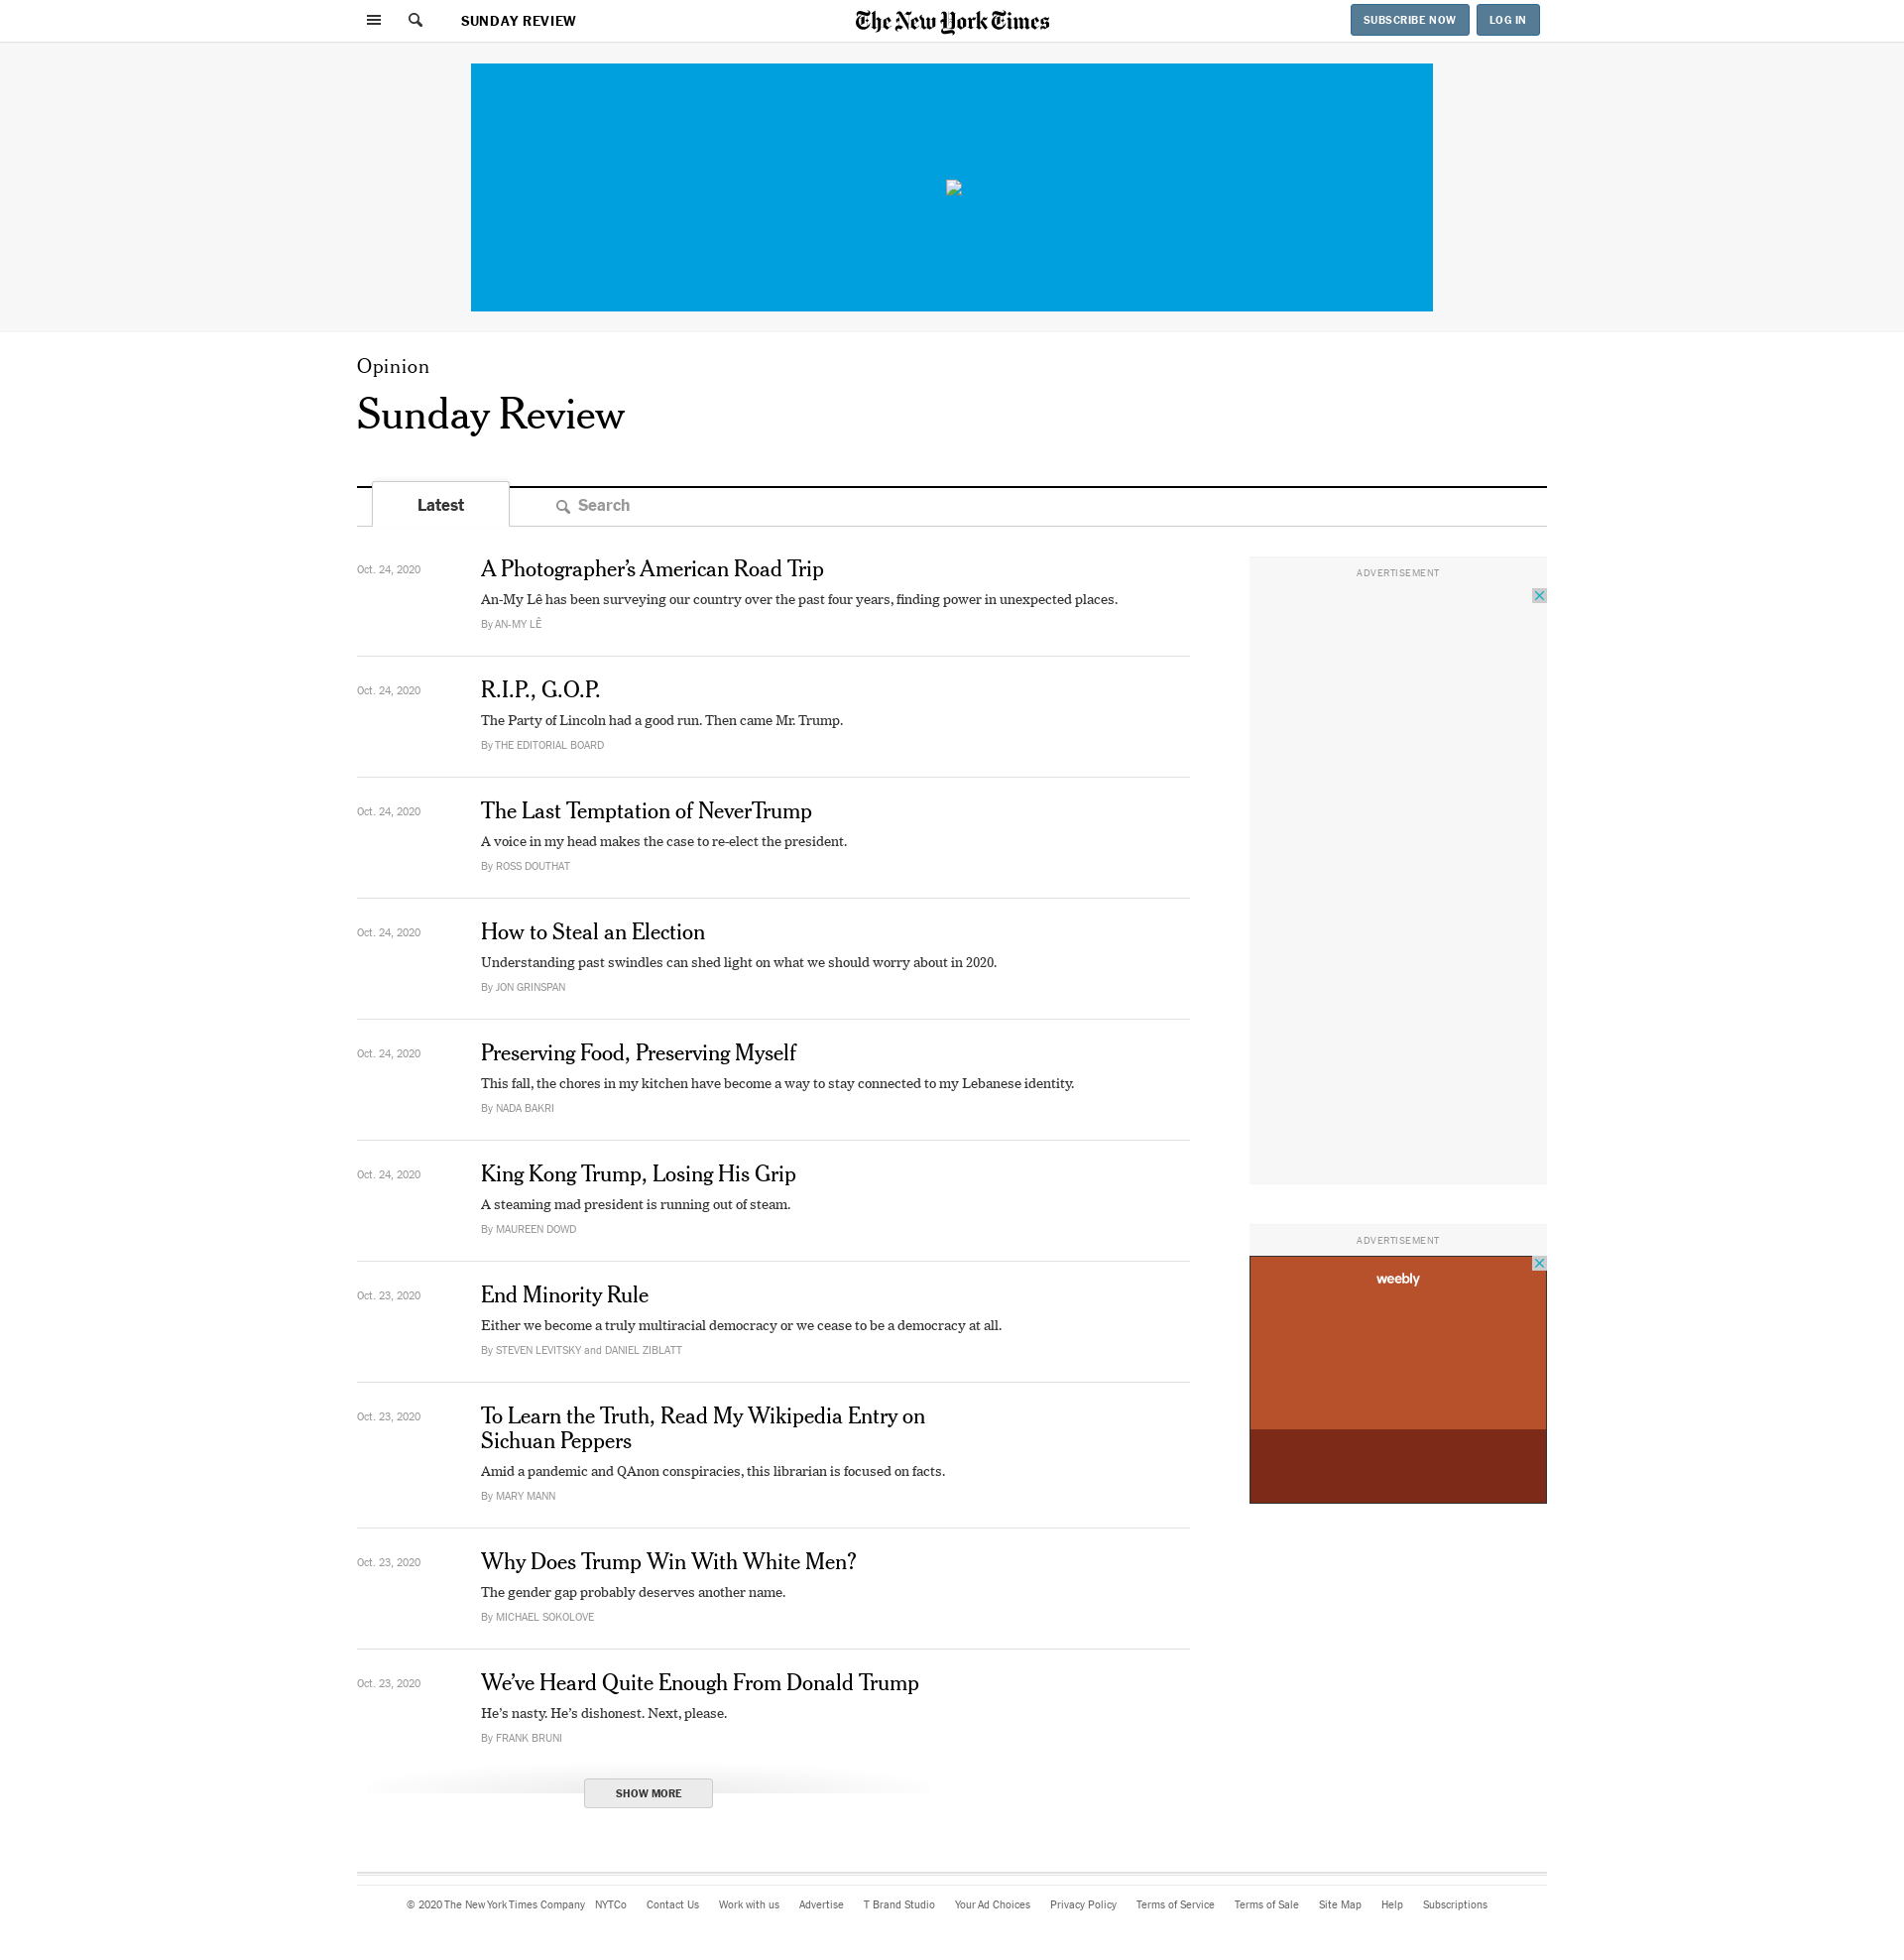 SUNDAY REVIEW
The New York Times
SUBSCRIBE NOW
LOG IN
Opinion
Sunday Review
Latest
Search
Oct. 24, 2020
A Photographer’s American Road Trip
An-My Lê has been surveying our country over the past four years, finding power in unexpected places.
By AN-MY LÊ
Oct. 24, 2020
R.I.P., G.O.P.
The Party of Lincoln had a good run. Then came Mr. Trump.
By THE EDITORIAL BOARD
Oct. 24, 2020
The Last Temptation of NeverTrump
A voice in my head makes the case to re-elect the president.
By ROSS DOUTHAT
Oct. 24, 2020
How to Steal an Election
Understanding past swindles can shed light on what we should worry about in 2020.
By JON GRINSPAN
Oct. 24, 2020
Preserving Food, Preserving Myself
This fall, the chores in my kitchen have become a way to stay connected to my Lebanese identity.
By NADA BAKRI
Oct. 24, 2020
King Kong Trump, Losing His Grip
A steaming mad president is running out of steam.
By MAUREEN DOWD
Oct. 23, 2020
End Minority Rule
Either we become a truly multiracial democracy or we cease to be a democracy at all.
By STEVEN LEVITSKY and DANIEL ZIBLATT
Oct. 23, 2020
To Learn the Truth, Read My Wikipedia Entry on
Sichuan Peppers
Amid a pandemic and QAnon conspiracies, this librarian is focused on facts.
By MARY MANN
Oct. 23, 2020
Why Does Trump Win With White Men?
The gender gap probably deserves another name.
By MICHAEL SOKOLOVE
Oct. 23, 2020
We’ve Heard Quite Enough From Donald Trump
He’s nasty. He’s dishonest. Next, please.
By FRANK BRUNI
SHOW MORE
ADVERTISEMENT
ADVERTISEMENT
weebly
© 2020 The New York Times Company NYTCo Contact Us Work with us Advertise T Brand Studio Your Ad Choices Privacy Policy Terms of Service Terms of Sale Site Map Help Subscriptions